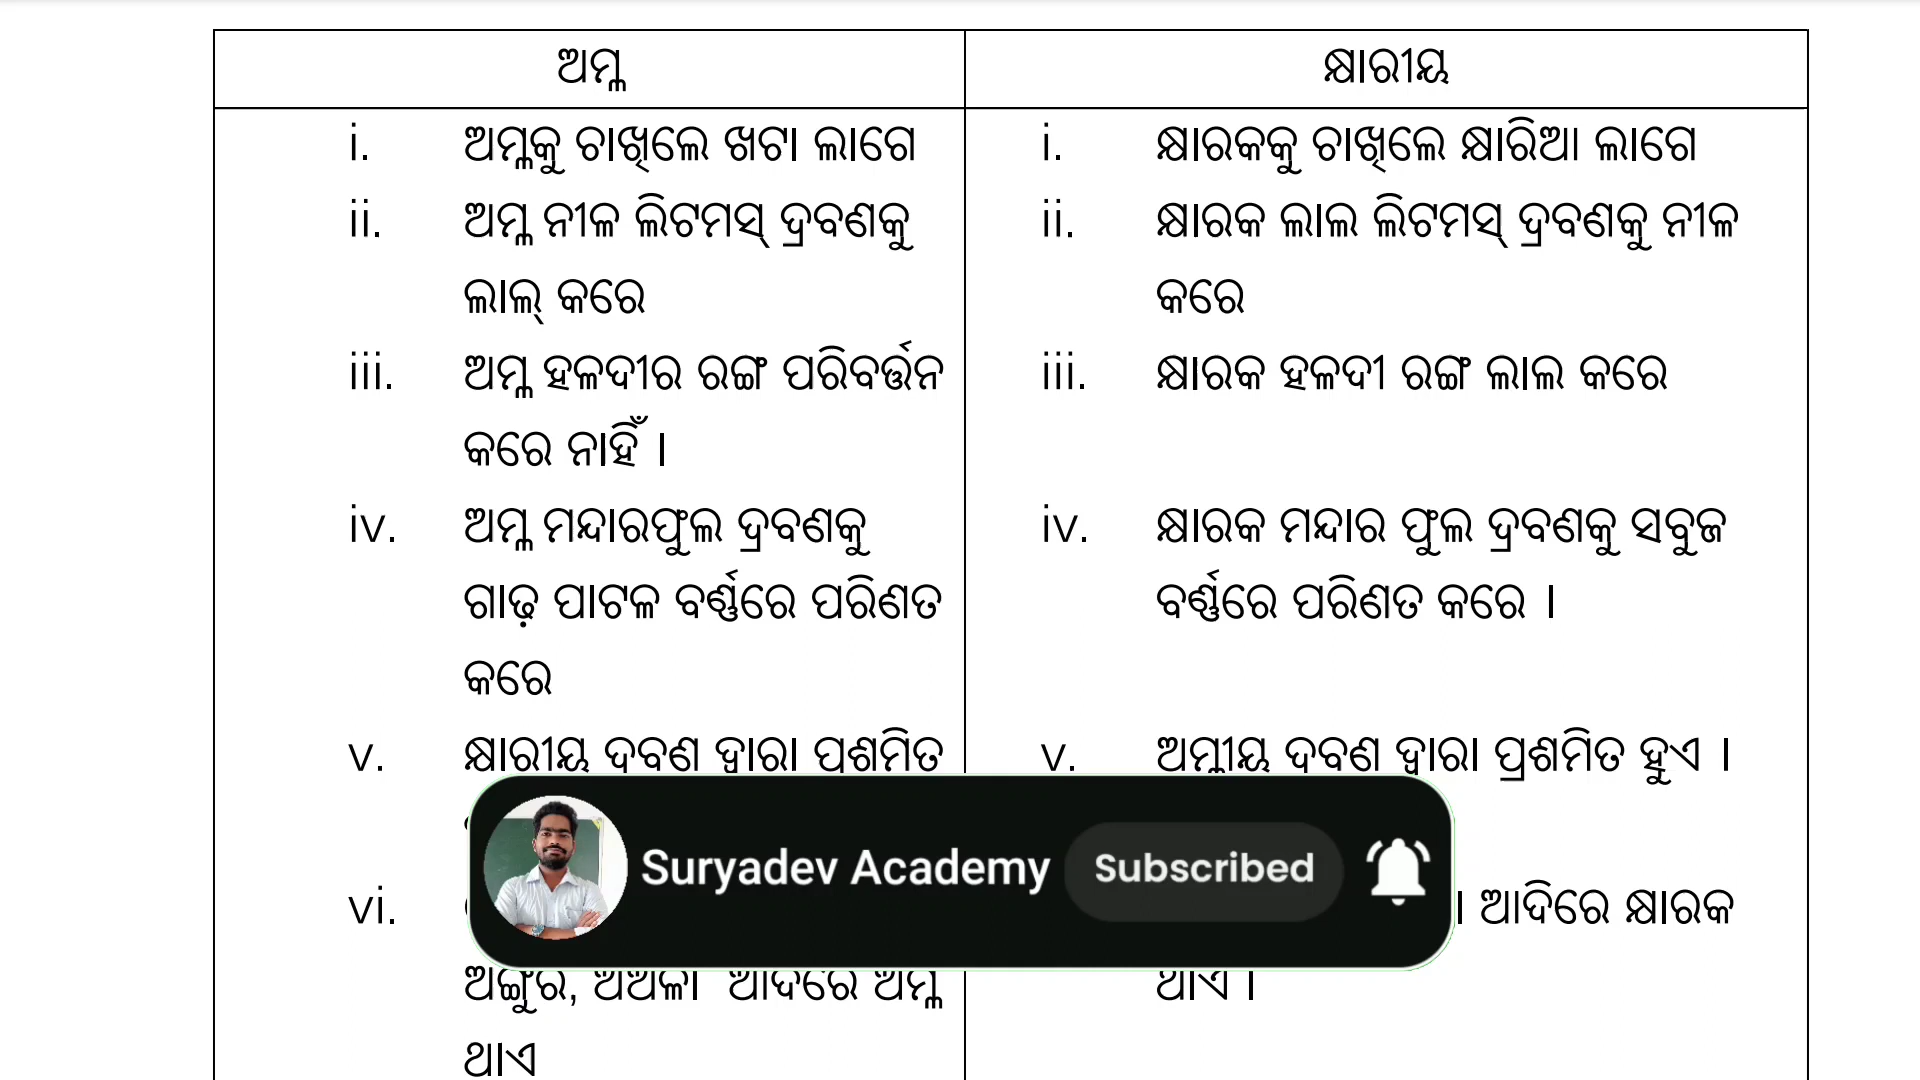 ଅମ୍ଳ
କ୍ଷାରୀୟ
i. ଅମ୍ଳକୁ ଚାଖିଲେ ଖଟା ଲାଗେ
ii. ଅମ୍ଳ ନୀଳ ଲିଟମସ୍ ଦ୍ରବଣକୁ
ଲାଲ୍ କରେ
iii. ଅମ୍ଳ ହଳଦୀର ରଙ୍ଗ ପରିବର୍ତ୍ତନ
କରେ ନାହିଁ ।
iv. ଅମ୍ଳ ମନ୍ଦାରଫୁଲ ଦ୍ରବଣକୁ
ଗାଢ଼ ପାଟଳ ବର୍ଣ୍ଣରେ ପରିଣତ
କରେ
v. କ୍ଷାରୀୟ ଦ୍ରବଣ ଦ୍ୱାରା ପ୍ରଶମିତ
vi.
ଅଙ୍ଗୁର, ଅଅଁଳା ଆଦିରେ ଅମ୍ଳ
ଥାଏ
i. କ୍ଷାରକକୁ ଚାଖିଲେ କ୍ଷାରିଆ ଲାଗେ
ii. କ୍ଷାରକ ଲାଲ ଲିଟମସ୍ ଦ୍ରବଣକୁ ନୀଳ
କରେ
iii. କ୍ଷାରକ ହଳଦୀ ରଙ୍ଗ ଲାଲ କରେ
iv. କ୍ଷାରକ ମନ୍ଦାର ଫୁଲ ଦ୍ରବଣକୁ ସବୁଜ
ବର୍ଣ୍ଣରେ ପରିଣତ କରେ ।
v. ଅମ୍ଳୀୟ ଦ୍ରବଣ ଦ୍ୱାରା ପ୍ରଶମିତ ହୁଏ ।
ଆଦିରେ କ୍ଷାରକ
ଥାଏ ।
Suryadev Academy
Subscribed